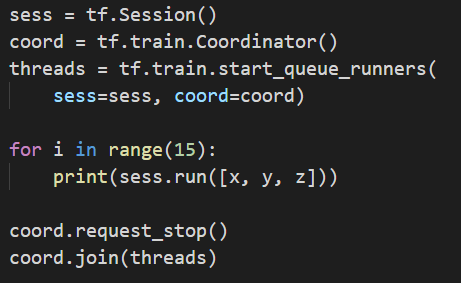 sess = tf.Session()
coord = tf.train.Coordinator()
threads = tf.train.start_queue_runners(
    sess=sess, coord=coord)

for i in range(15):
    print(sess.run([x, y, z]))

coord.request_stop()
coord.join(threads)